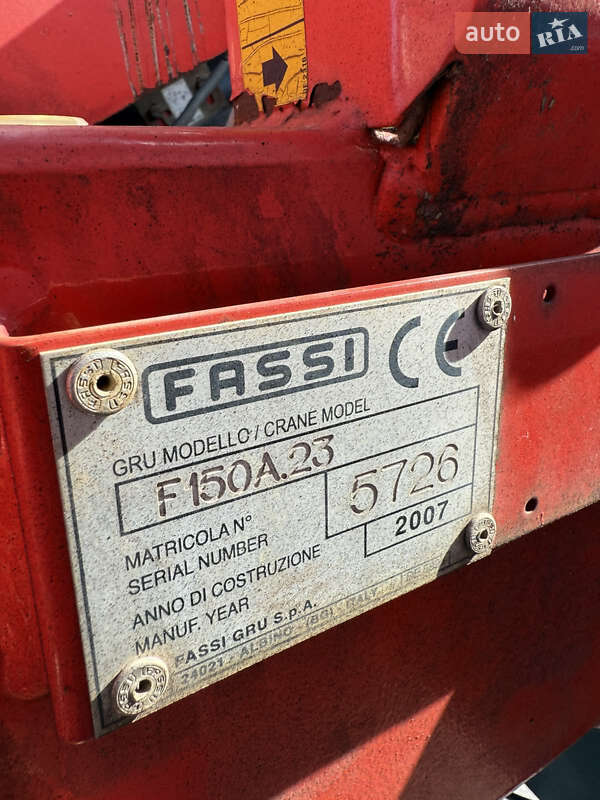 auto RIA.com
FASSI CE
GRU MODELLO / CRANE MODEL
F150A.23
MATRICOLA N°
SERIAL NUMBER
5726
ANNO DI COSTRUZIONE
MANUF. YEAR
2007
FASSI GRU S.p.A.
24021 - ALBINO - (BG) - ITALY